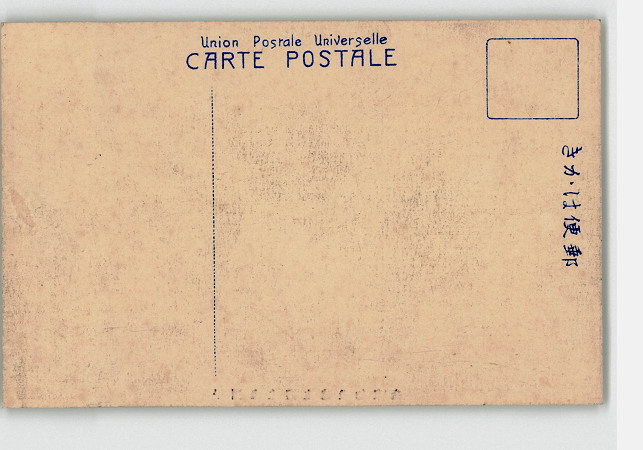 Union Postale Universelle
CARTE POSTALE
郵便はかき